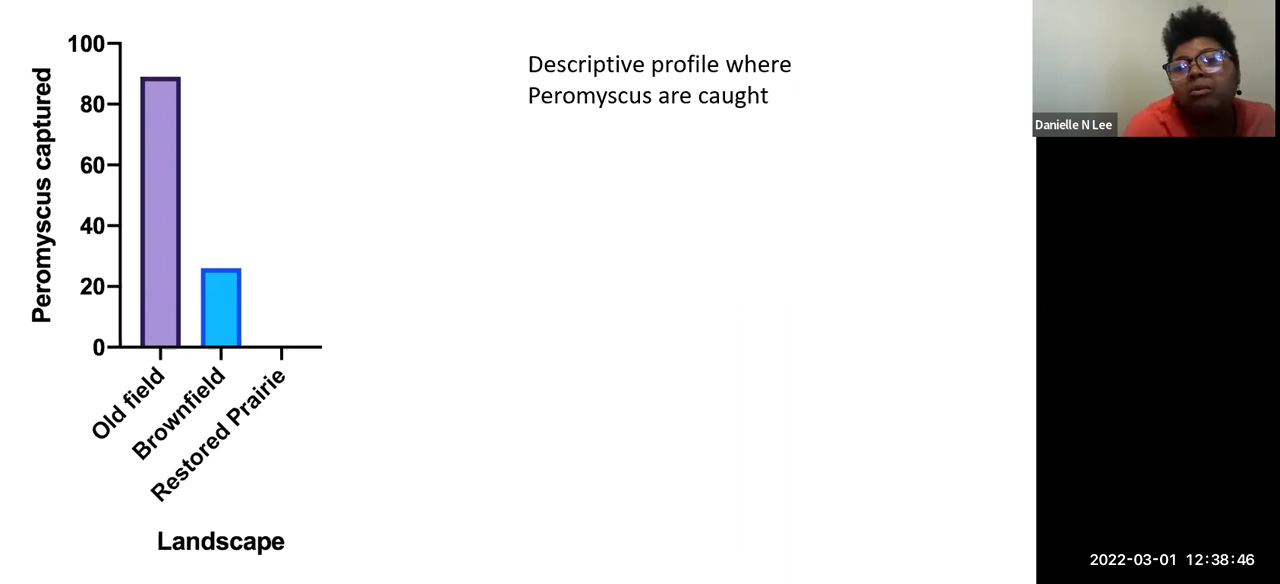 100
80
60
40
20
0
Peromyscus captured
Old field
Brownfield
Restored Prairie
Landscape
Descriptive profile where
Peromyscus are caught
Danielle N Lee
2022-03-01 12:38:46